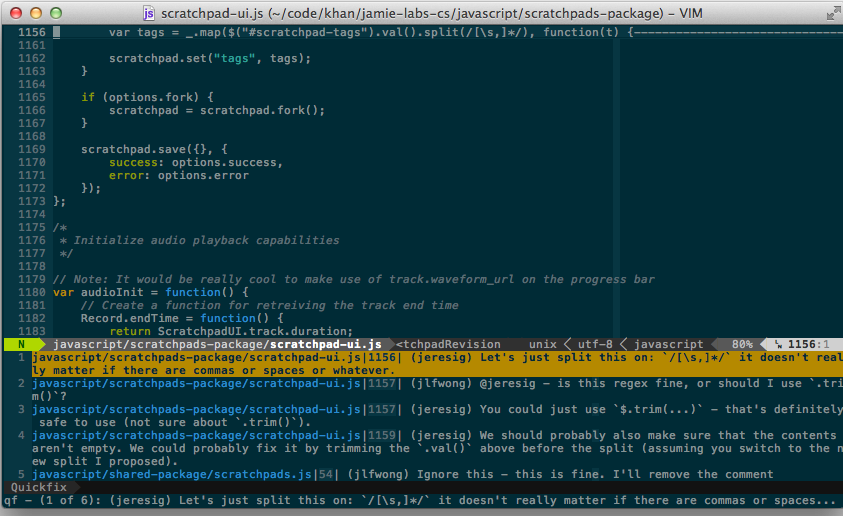 scratchpad-ui.js (~/code/khan/jamie-labs-cs/javascript/scratchpads-package) – VIM
1156         var tags = _.map($("#scratchpad-tags").val().split(/[\s,]*/), function(t) {
1161
1162         scratchpad.set("tags", tags);
1163     }
1164
1165     if (options.fork) {
1166         scratchpad = scratchpad.fork();
1167     }
1168
1169     scratchpad.save({}, {
1170         success: options.success,
1171         error: options.error
1172     });
1173 };
1174
1175 /*
1176  * Initialize audio playback capabilities
1177  */
1178
1179 // Note: It would be really cool to make use of track.waveform_url on the progress bar
1180 var audioInit = function() {
1181     // Create a function for retreiving the track end time
1182     Record.endTime = function() {
1183         return ScratchpadUI.track.duration;
N javascript/scratchpads-package/scratchpad-ui.js <tchpadRevision unix utf-8 javascript 80% 1156:1
1 javascript/scratchpads-package/scratchpad-ui.js|1156| (jeresig) Let's just split this on: `/[\s,]*/` it doesn't real
ly matter if there are commas or spaces or whatever.
2 javascript/scratchpads-package/scratchpad-ui.js|1157| (jlfwong) @jeresig – is this regex fine, or should I use `.tri
m()`?
3 javascript/scratchpads-package/scratchpad-ui.js|1157| (jeresig) You could just use `$.trim(...)` – that's definitely
safe to use (not sure about `.trim()`).
4 javascript/scratchpads-package/scratchpad-ui.js|1159| (jeresig) We should probably also make sure that the contents
aren't empty. We could probably fix it by trimming the `.val()` above before the split (assuming you switch to the n
ew split I proposed).
5 javascript/shared-package/scratchpads.js|54| (jlfwong) Ignore this – this is fine. I'll remove the comment
Quickfix
qf – (1 of 6): (jeresig) Let's just split this on: `/[\s,]*/` it doesn't really matter if there are commas or spaces...